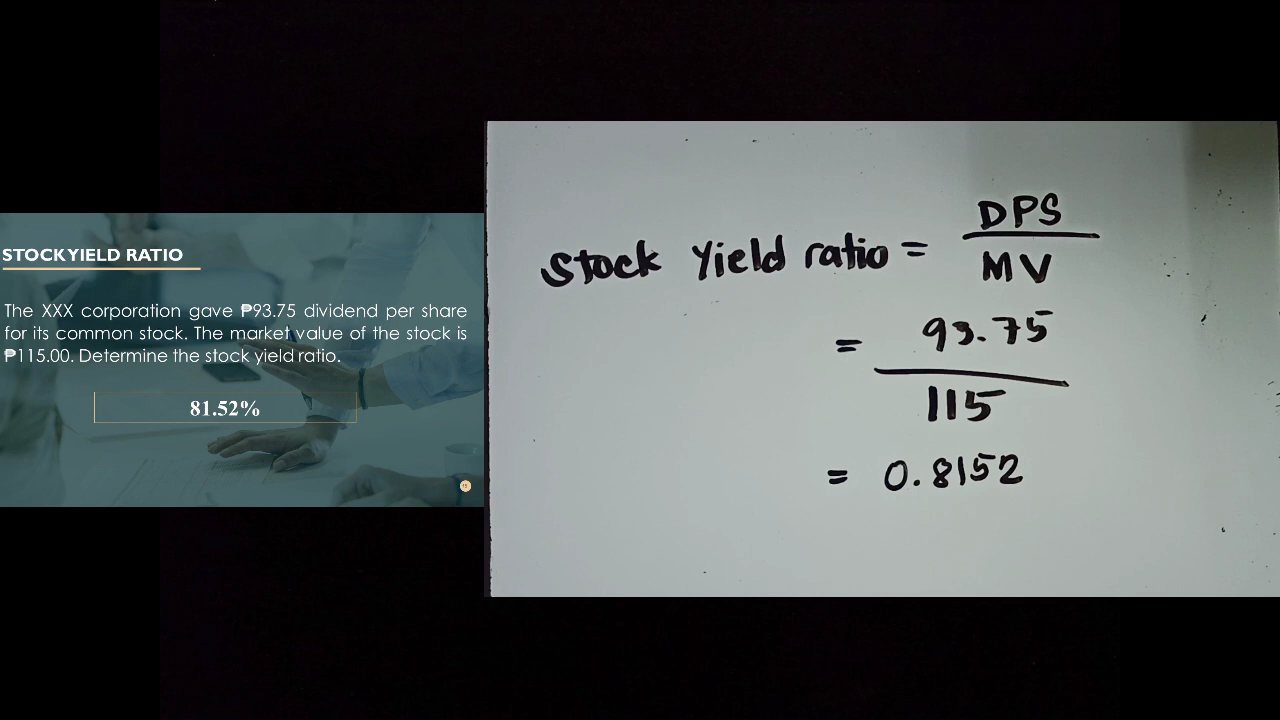 STOCK YIELD RATIO
The XXX corporation gave ₱93.75 dividend per share
for its common stock. The market value of the stock is
₱115.00. Determine the stock yield ratio.
81.52%
15
Stock Yield ratio = DPS
MV
= 93.75
115
= 0.8152